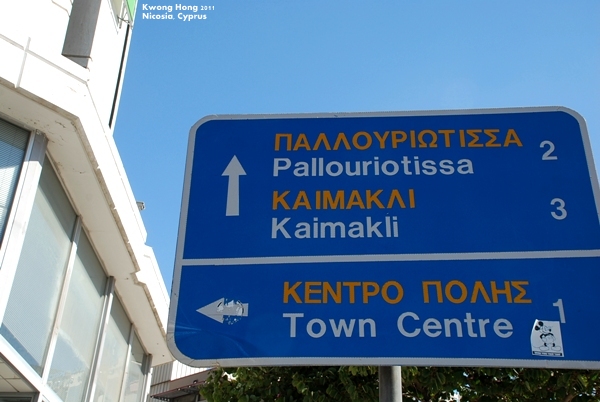 Kwong Hong 2011
Nicosia, Cyprus
ΠΑΛΛΟΥΡΙΩΤΙΣΣΑ 2
Pallouriotissa
ΚΑΙΜΑΚΛΙ 3
Kaimakli
ΚΕΝΤΡΟ ΠΟΛΗΣ 1
Town Centre